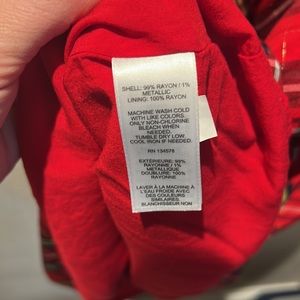 SHELL: 99% RAYON / 1%
METALLIC
LINING: 100% RAYON
MACHINE WASH COLD
WITH LIKE COLORS.
ONLY NON-CHLORINE
BLEACH WHEN
NEEDED.
TUMBLE DRY LOW.
COOL IRON IF NEEDED.
RN 134578
EXTÉRIEURE: 99%
RAYONNE / 1%
MÉTALLIQUE
DOUBLURE: 100%
RAYONNE
LAVER À LA MACHINE À
L'EAU FROIDE AVEC
DES COULEURS
SIMILAIRES.
BLANCHISSEUR NON